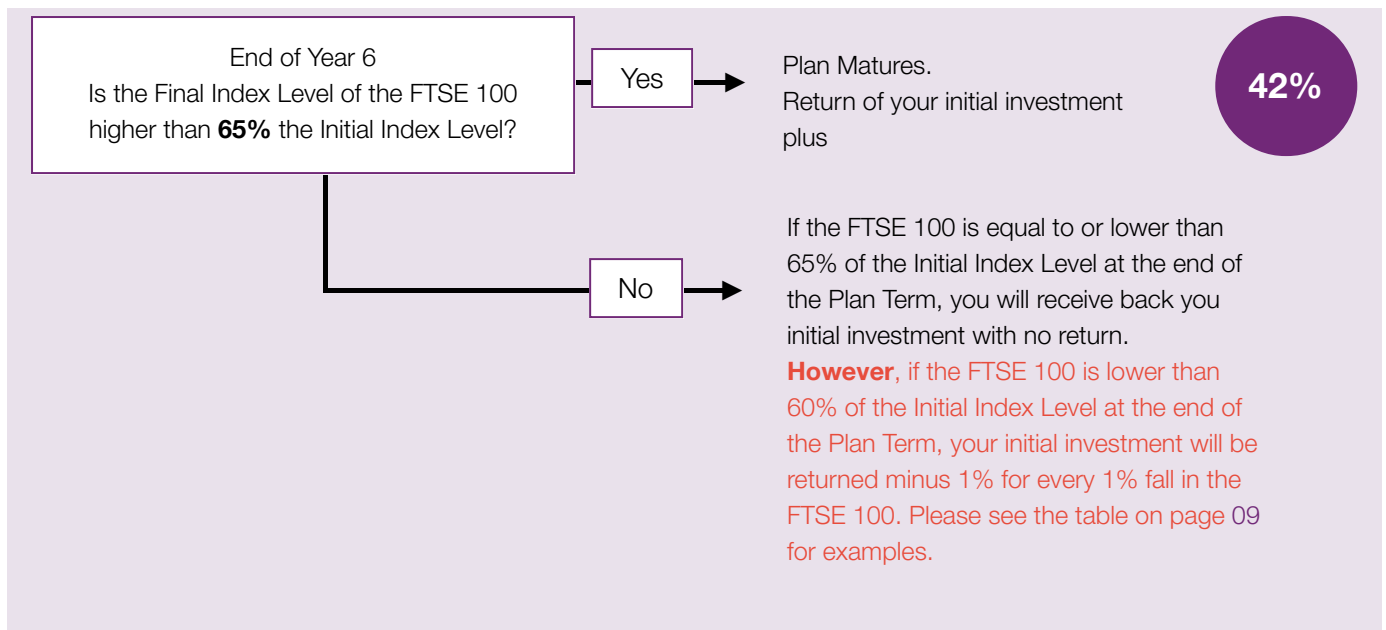 End of Year 6
Is the Final Index Level of the FTSE 100
higher than 65% the Initial Index Level?
Yes
Plan Matures.
Return of your initial investment
plus
42%
No
If the FTSE 100 is equal to or lower than
65% of the Initial Index Level at the end of
the Plan Term, you will receive back you
initial investment with no return.
However, if the FTSE 100 is lower than
60% of the Initial Index Level at the end of
the Plan Term, your initial investment will be
returned minus 1% for every 1% fall in the
FTSE 100. Please see the table on page 09
for examples.